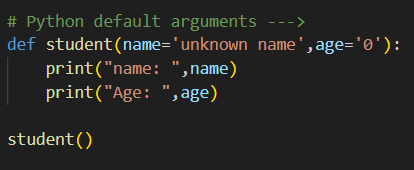 # Python default arguments --->
def student(name='unknown name',age='0'):
    print("name: ",name)
    print("Age: ",age)
student()